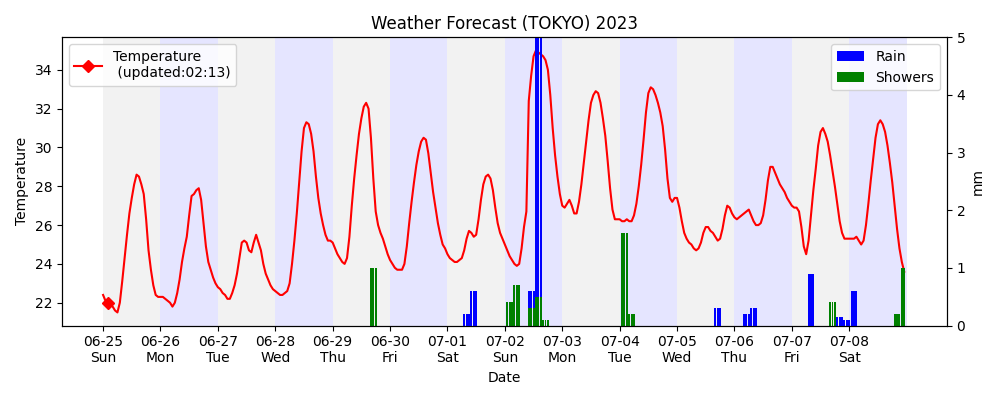 Weather Forecast (TOKYO) 2023
Temperature
(updated:02:13)
Rain
Showers
Temperature
34
32
30
28
26
24
22
mm
5
4
3
2
1
0
06-25 06-26 06-27 06-28 06-29 06-30 07-01 07-02 07-03 07-04 07-05 07-06 07-07 07-08
Sun Mon Tue Wed Thu Fri Sat Sun Mon Tue Wed Thu Fri Sat
Date